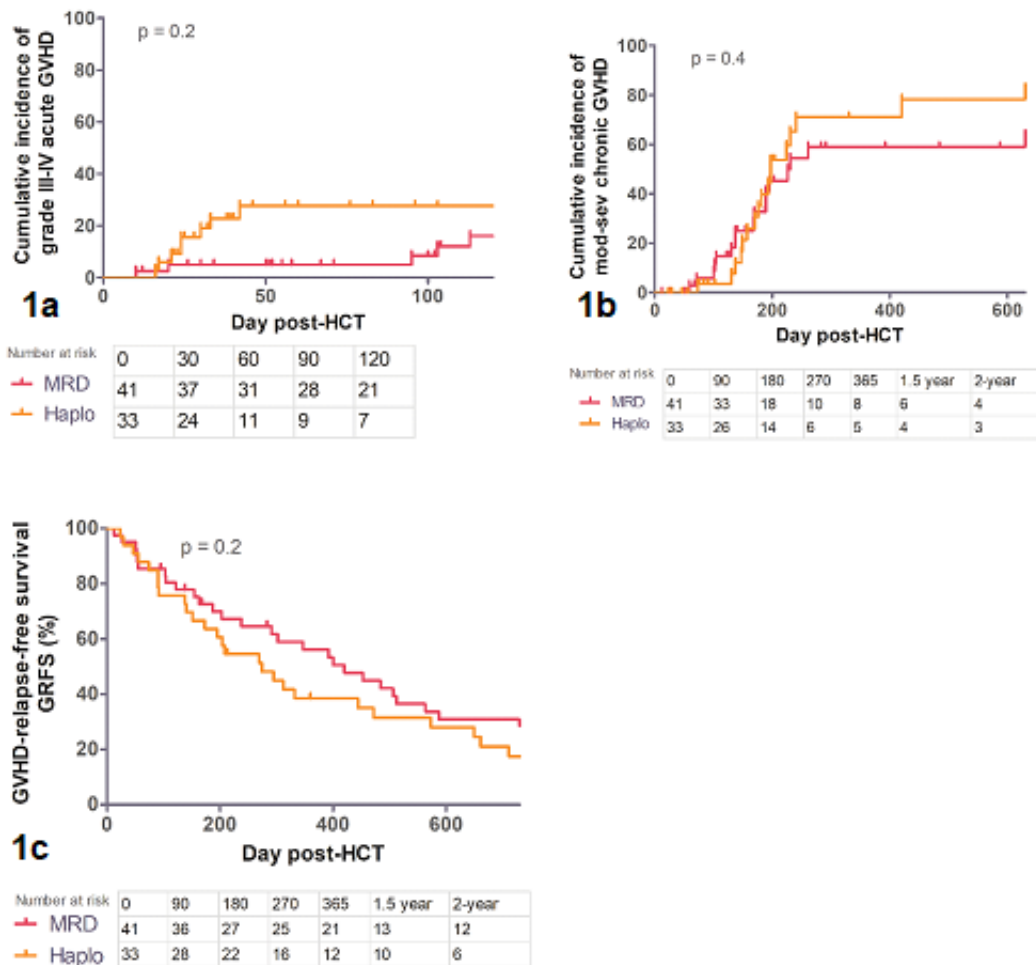 Cumulative incidence of
grade III-IV acute GVHD
p = 0.2
100
80
60
40
20
0
0 50 100
Day post-HCT
1a
Number at risk 0 30 60 90 120
MRD 41 37 31 28 21
Haplo 33 24 11 9 7
Cumulative incidence of
mod-sev chronic GVHD
p = 0.4
100
80
60
40
20
0
0 200 400 600
Day post-HCT
1b
Number at risk 0 90 180 270 365 1.5 year 2-year
MRD 41 33 18 10 8 6 4
Haplo 33 26 14 6 5 4 3
GVHD-relapse-free survival
GRFS (%)
p = 0.2
100
80
60
40
20
0
0 200 400 600
Day post-HCT
1c
Number at risk 0 90 180 270 365 1.5 year 2-year
MRD 41 36 27 25 21 13 12
Haplo 33 28 22 16 12 10 6